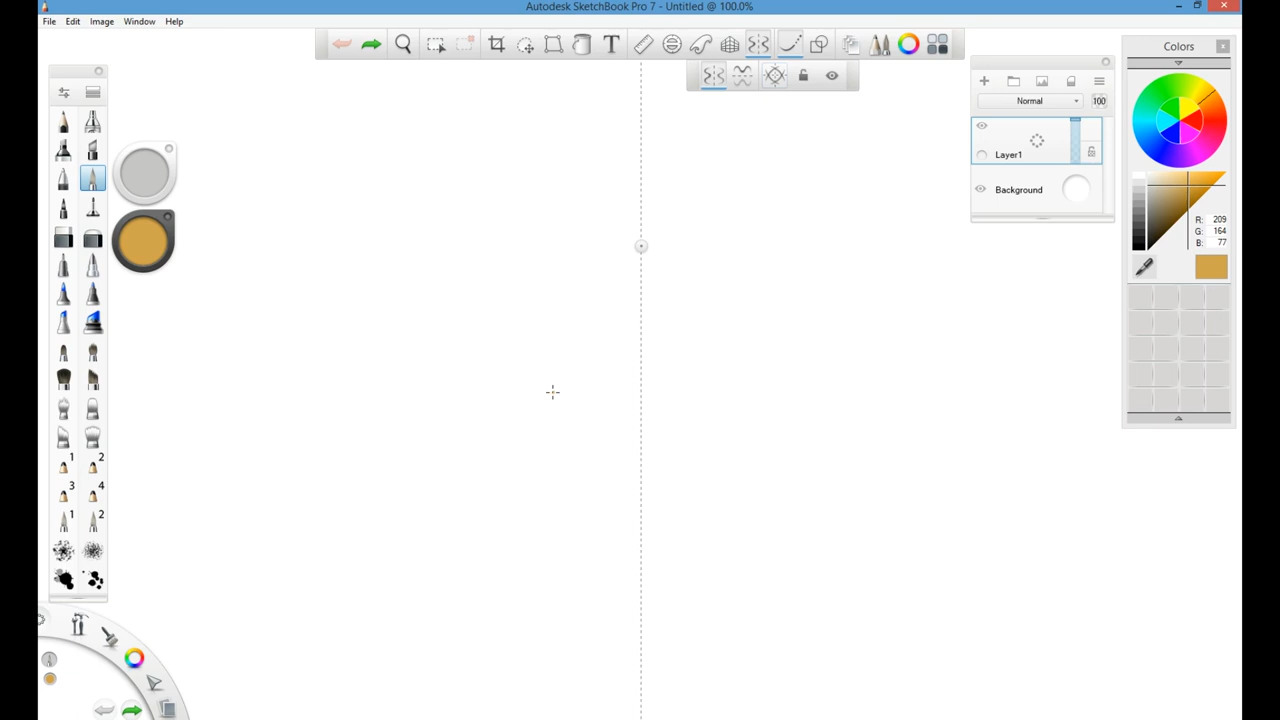 Autodesk SketchBook Pro 7 - Untitled @ 100.0%
File Edit Image Window Help
Colors
Normal
100
Layer1
Background
R: 209
G: 164
B: 77
1 2
3 4
1 2